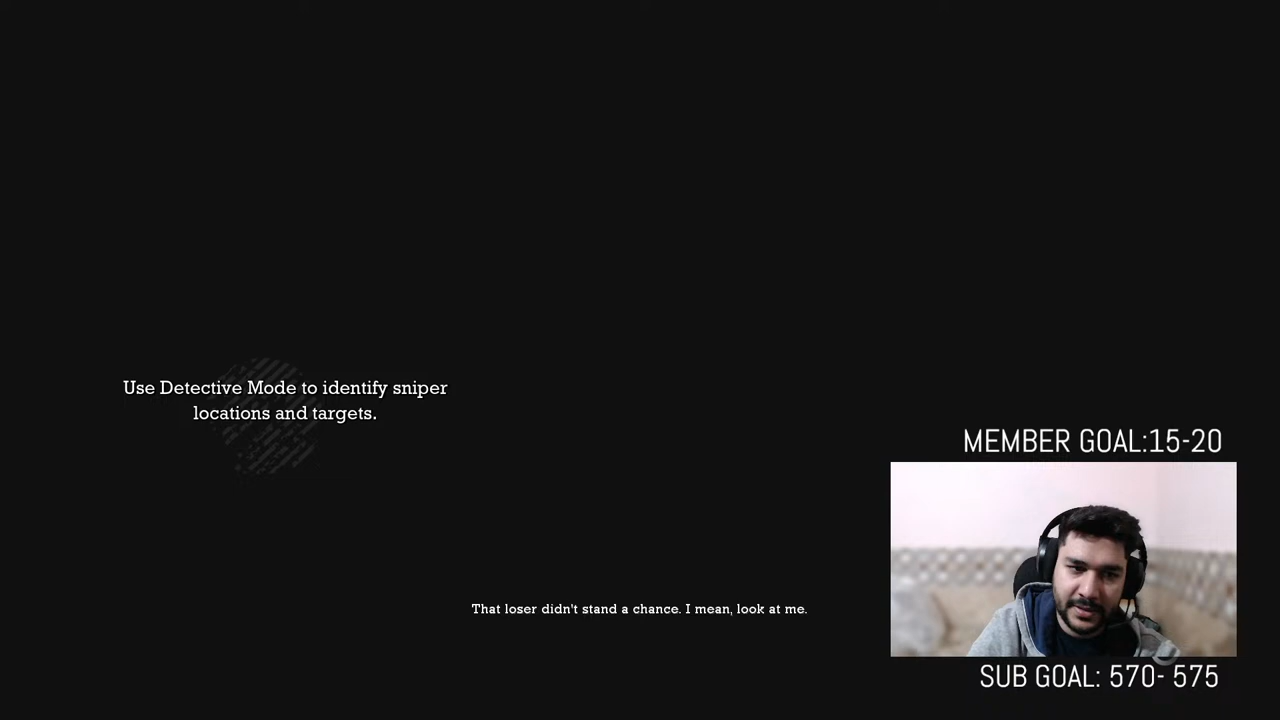 Use Detective Mode to identify sniper
locations and targets.
MEMBER GOAL:15-20
That loser didn't stand a chance. I mean, look at me.
SUB GOAL: 570- 575